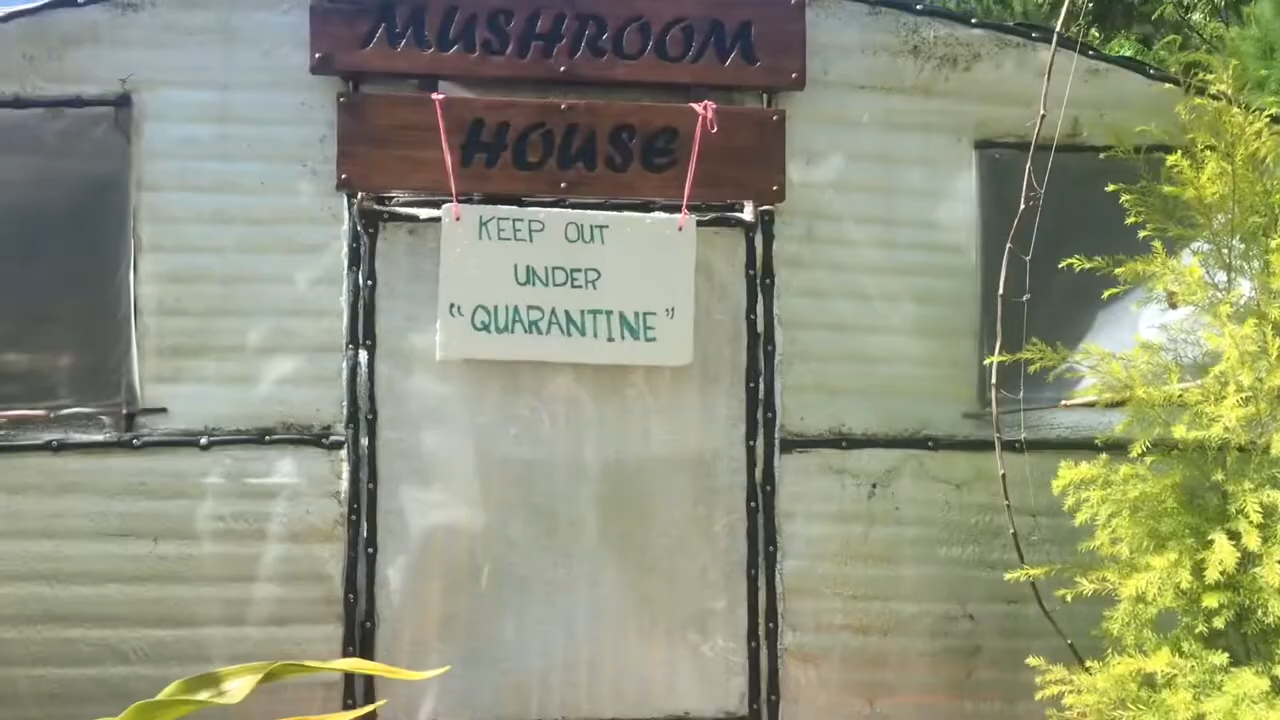 MUSHROOM
HOUSE
KEEP OUT
UNDER
“QUARANTINE”